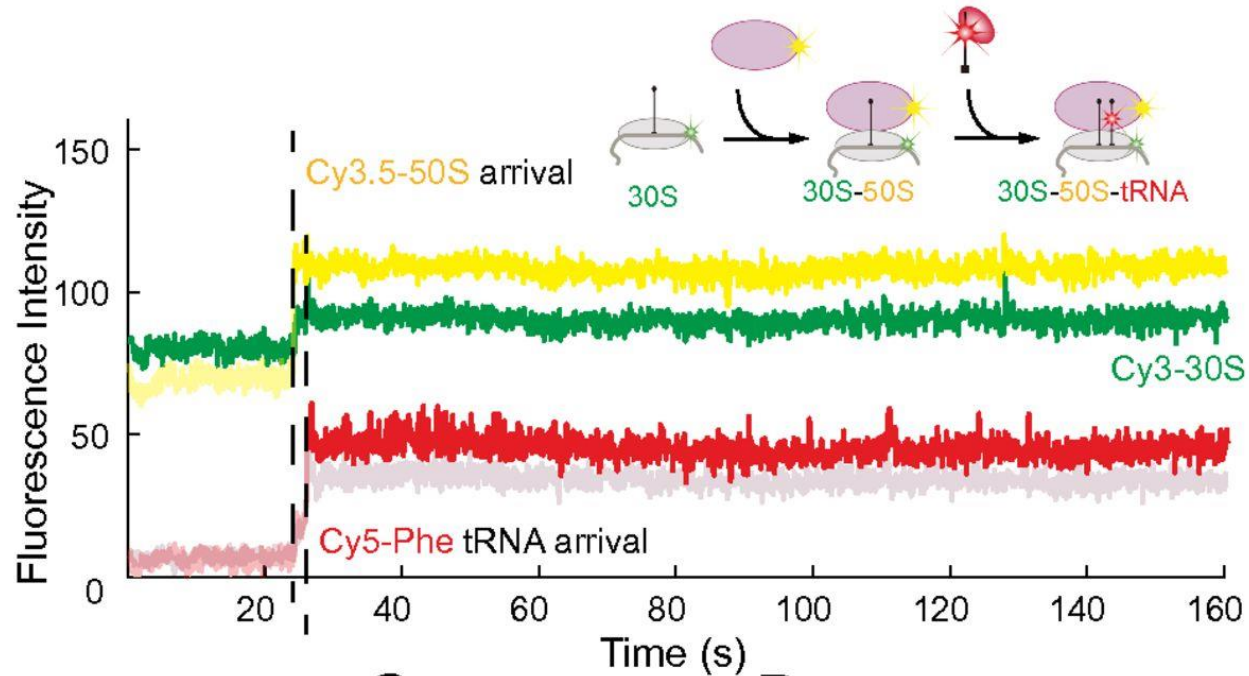 150
100
50
0
Fluorescence Intensity
Cy3.5-50S arrival
30S
30S-50S
30S-50S-tRNA
Cy3-30S
Cy5-Phe tRNA arrival
20 40 60 80 100 120 140 160
Time (s)